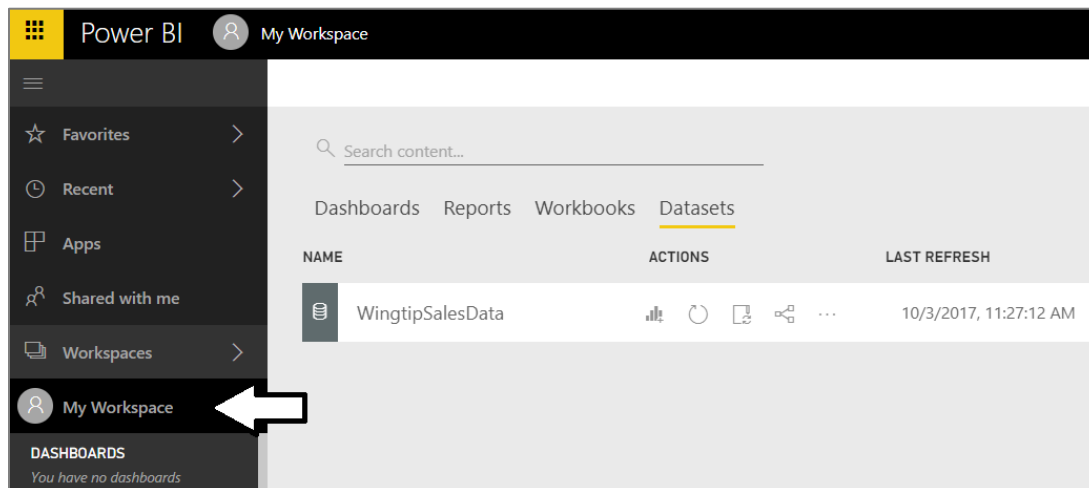 Power BI My Workspace
Favorites
Recent
Apps
Shared with me
Workspaces
My Workspace
DASHBOARDS
You have no dashboards
Search content...
Dashboards Reports Workbooks Datasets
NAME ACTIONS LAST REFRESH
WingtipSalesData ... 10/3/2017, 11:27:12 AM